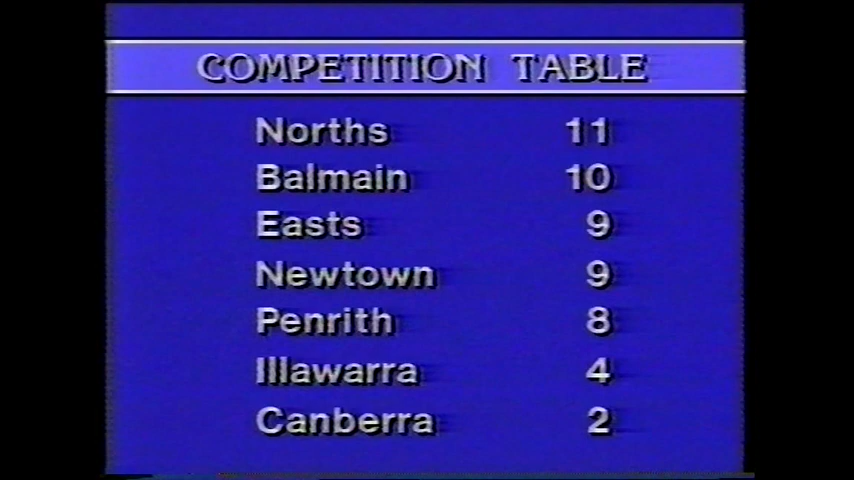 COMPETITION TABLE
Norths 11
Balmain 10
Easts 9
Newtown 9
Penrith 8
Illawarra 4
Canberra 2